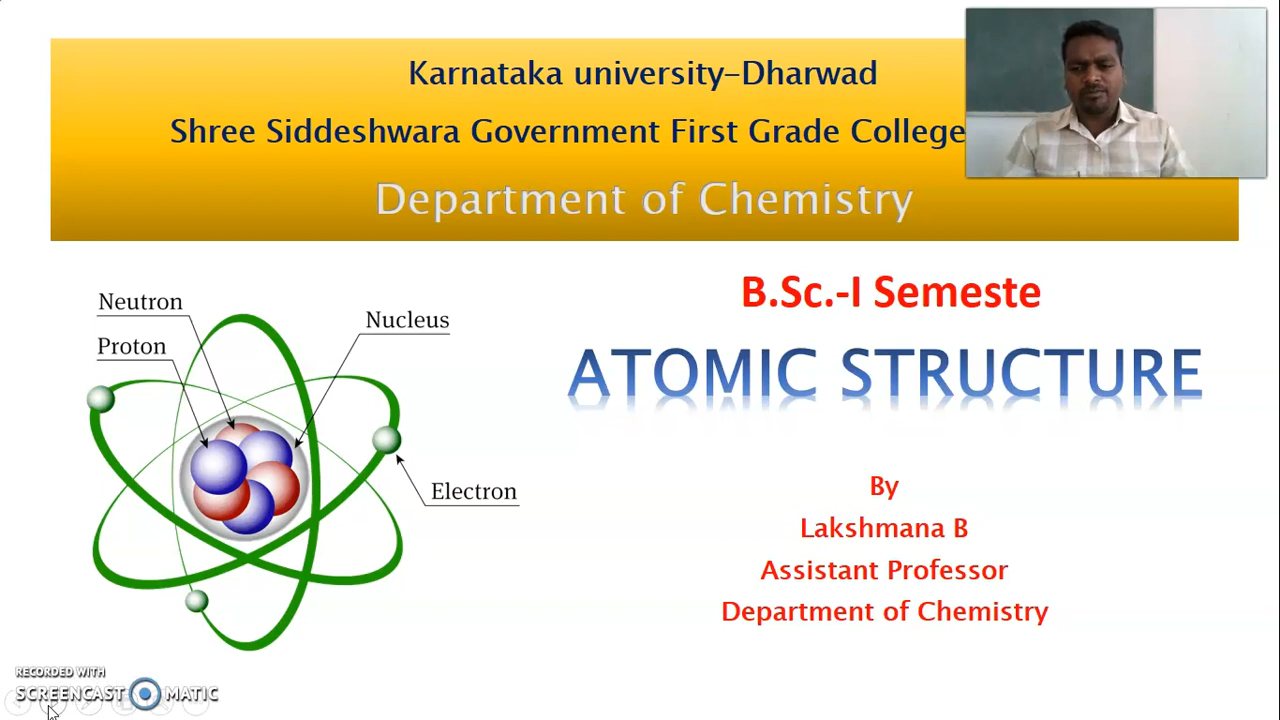 Karnataka university-Dharwad
Shree Siddeshwara Government First Grade College
Department of Chemistry
Neutron
Proton
Nucleus
Electron
B.Sc.-I Semeste
ATOMIC STRUCTURE
By
Lakshmana B
Assistant Professor
Department of Chemistry
RECORDED WITH
SCREENCAST MATIC